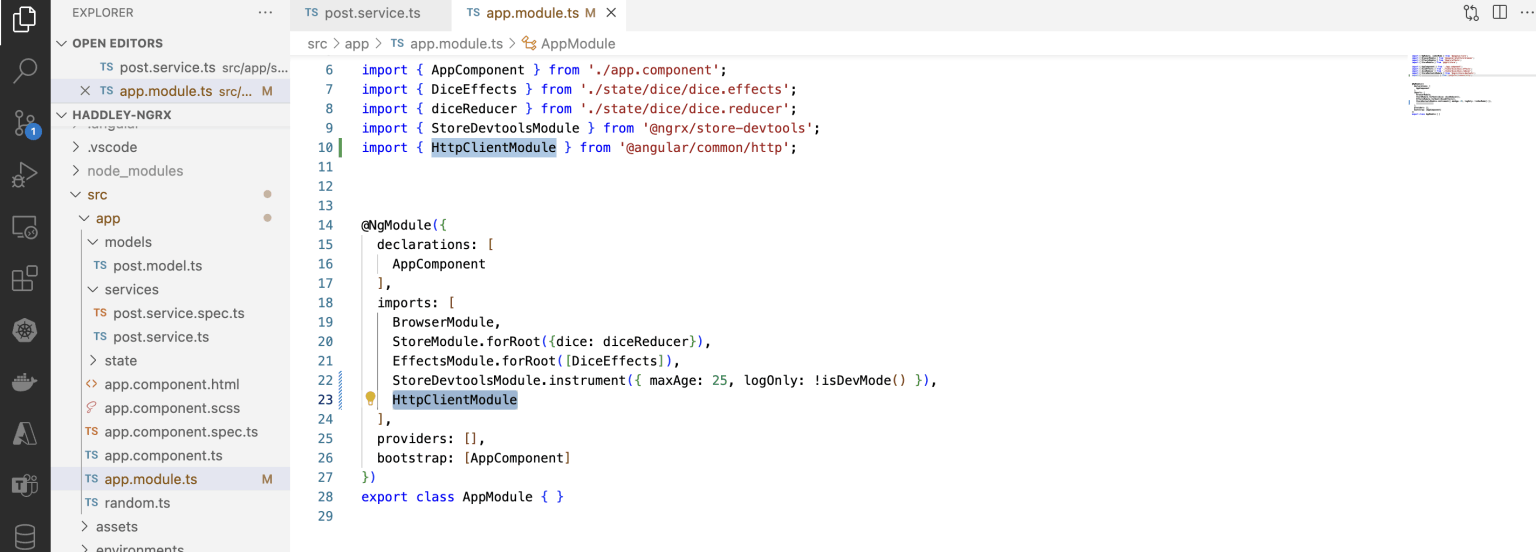 EXPLORER
OPEN EDITORS
TS post.service.ts src/app/s...
TS app.module.ts src/... M
HADDLEY-NGRX
.angular
.vscode
node_modules
src
app
models
TS post.model.ts
services
TS post.service.spec.ts
TS post.service.ts
state
<> app.component.html
app.component.scss
TS app.component.spec.ts
TS app.component.ts
TS app.module.ts M
TS random.ts
assets
environments
1
T
TS post.service.ts
TS app.module.ts M
src > app > TS app.module.ts > AppModule
6 import { AppComponent } from './app.component';
7 import { DiceEffects } from './state/dice/dice.effects';
8 import { diceReducer } from './state/dice/dice.reducer';
9 import { StoreDevtoolsModule } from '@ngrx/store-devtools';
10 import { HttpClientModule } from '@angular/common/http';
11
12
13
14 @NgModule({
15 declarations: [
16 AppComponent
17 ],
18 imports: [
19 BrowserModule,
20 StoreModule.forRoot({dice: diceReducer}),
21 EffectsModule.forRoot([DiceEffects]),
22 StoreDevtoolsModule.instrument({ maxAge: 25, logOnly: !isDevMode() }),
23 HttpClientModule
24 ],
25 providers: [],
26 bootstrap: [AppComponent]
27 })
28 export class AppModule { }
29